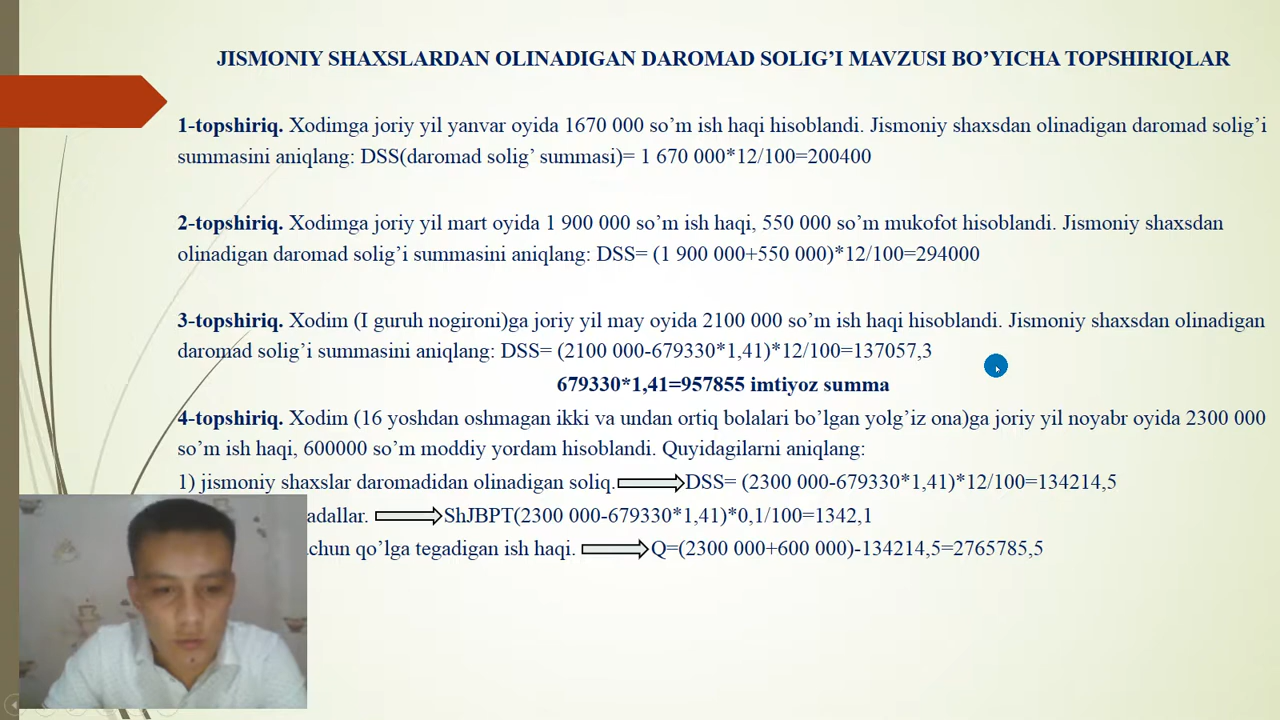 JISMONIY SHAXSLARDAN OLINADIGAN DAROMAD SOLIG’I MAVZUSI BO’YICHA TOPSHIRIQLAR
1-topshiriq. Xodimga joriy yil yanvar oyida 1670 000 so’m ish haqi hisoblandi. Jismoniy shaxsdan olinadigan daromad solig’i
summasini aniqlang: DSS(daromad solig’ summasi)= 1 670 000*12/100=200400
2-topshiriq. Xodimga joriy yil mart oyida 1 900 000 so’m ish haqi, 550 000 so’m mukofot hisoblandi. Jismoniy shaxsdan
olinadigan daromad solig’i summasini aniqlang: DSS= (1 900 000+550 000)*12/100=294000
3-topshiriq. Xodim (I guruh nogironi)ga joriy yil may oyida 2100 000 so’m ish haqi hisoblandi. Jismoniy shaxsdan olinadigan
daromad solig’i summasini aniqlang: DSS= (2100 000-679330*1,41)*12/100=137057,3
679330*1,41=957855 imtiyoz summa
4-topshiriq. Xodim (16 yoshdan oshmagan ikki va undan ortiq bolalari bo’lgan yolg’iz ona)ga joriy yil noyabr oyida 2300 000
so’m ish haqi, 600000 so’m moddiy yordam hisoblandi. Quyidagilarni aniqlang:
1) jismoniy shaxslar daromadidan olinadigan soliq. DSS= (2300 000-679330*1,41)*12/100=134214,5
adallar. ShJBPT(2300 000-679330*1,41)*0,1/100=1342,1
chun qo’lga tegadigan ish haqi. Q=(2300 000+600 000)-134214,5=2765785,5